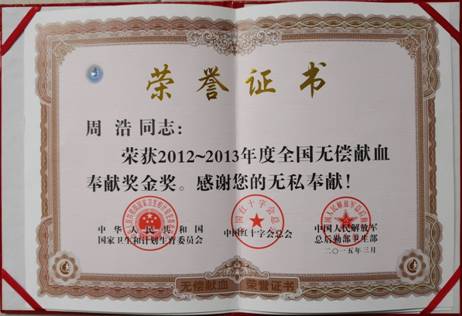 荣誉证书
周浩同志：
荣获2012~2013年度全国无偿献血
奉献奖金奖。感谢您的无私奉献！
中华人民共和国
国家卫生和计划生育委员会
中国红十字会总会
中国人民解放军
总后勤部卫生部
二〇一五年三月
无偿献血 荣誉证书